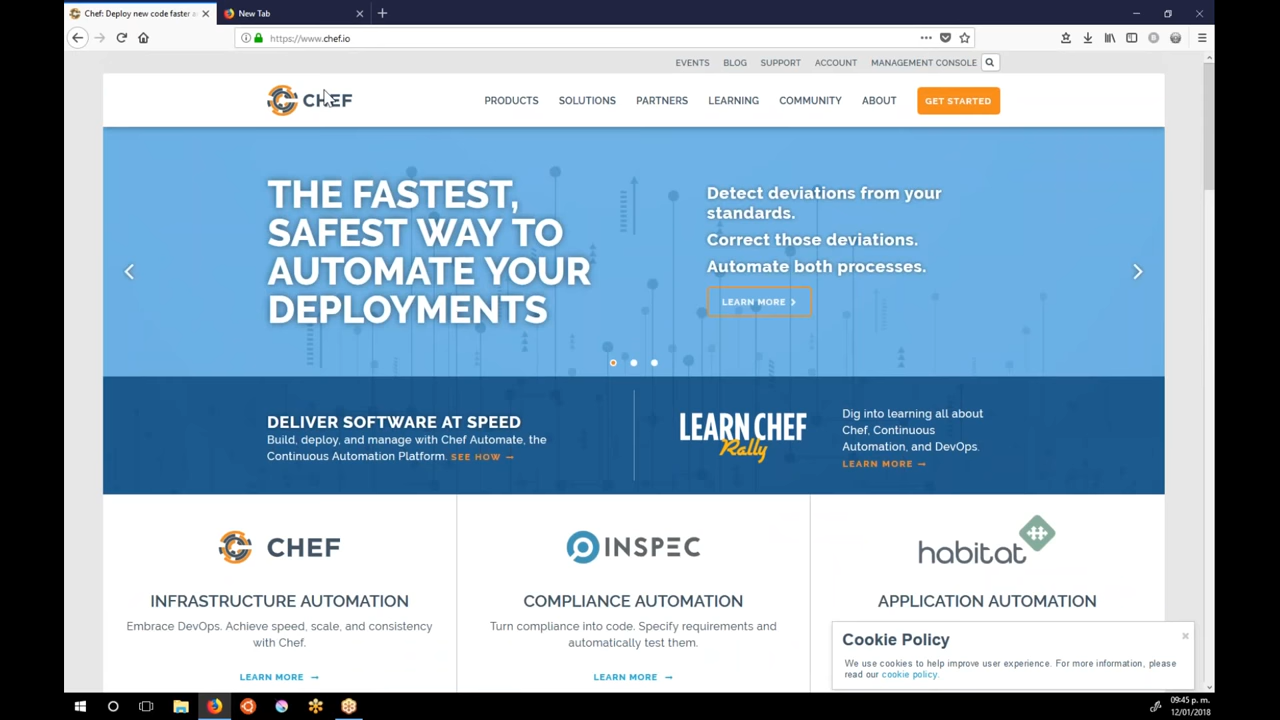 Chef: Deploy new code faster a
New Tab
https://www.chef.io
EVENTS BLOG SUPPORT ACCOUNT MANAGEMENT CONSOLE
CHEF
PRODUCTS SOLUTIONS PARTNERS LEARNING COMMUNITY ABOUT GET STARTED
THE FASTEST,
SAFEST WAY TO
AUTOMATE YOUR
DEPLOYMENTS
Detect deviations from your
standards.
Correct those deviations.
Automate both processes.
LEARN MORE
DELIVER SOFTWARE AT SPEED
Build, deploy, and manage with Chef Automate, the
Continuous Automation Platform. SEE HOW →
LEARN CHEF
Rally
Dig into learning all about
Chef, Continuous
Automation, and DevOps.
LEARN MORE →
CHEF
INFRASTRUCTURE AUTOMATION
Embrace DevOps. Achieve speed, scale, and consistency
with Chef.
LEARN MORE →
INSPEC
COMPLIANCE AUTOMATION
Turn compliance into code. Specify requirements and
automatically test them.
LEARN MORE →
habitat
APPLICATION AUTOMATION
Cookie Policy
We use cookies to help improve user experience. For more information, please
read our cookie policy.
09:45 p. m.
12/01/2018